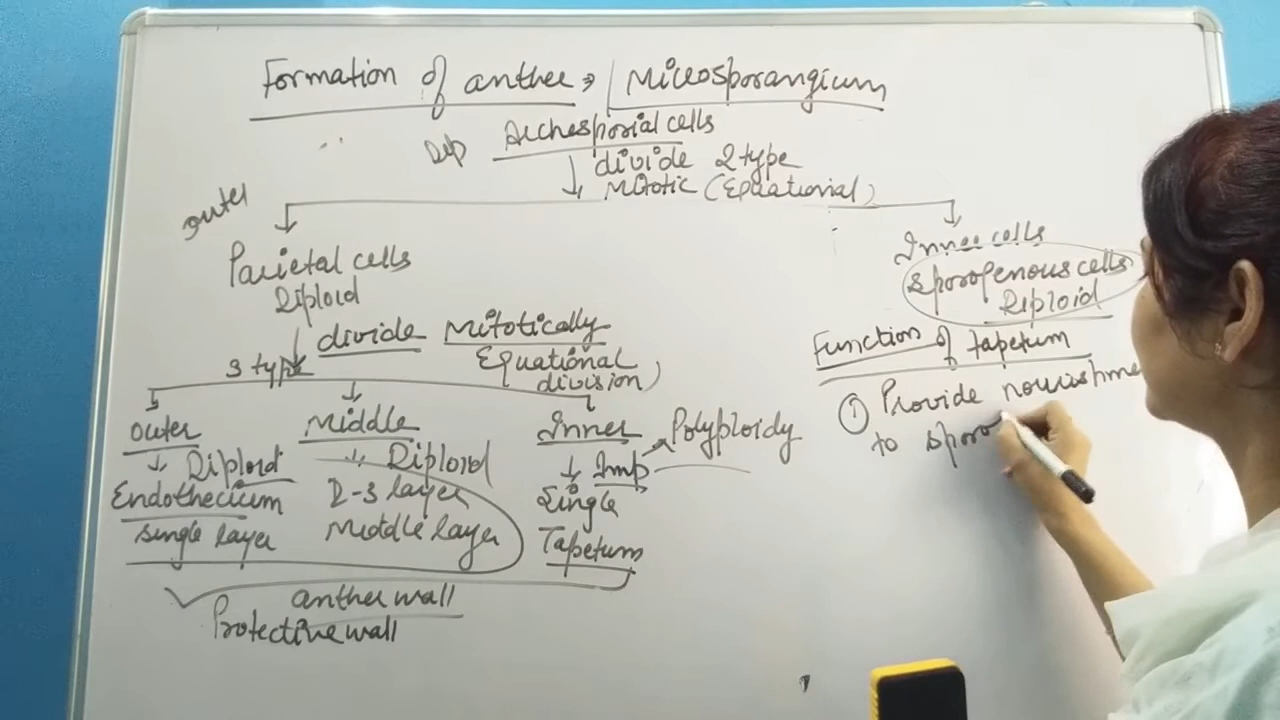 Formation of anther → Microsporangium
Dip Archesporial cells
divide 2 type
Mitotic (Equational)
outer
Parietal cells
Diploid
divide Mitotically
3 type
Equational
division)
Outer
Diploid
Endothecium
single layer
Middle
Diploid
2-3 layer
Middle layer
Inner
Imp → Polyploidy
Single
Tapetum
anther wall
Protective wall
Inner cells
Sporogenous cells
Diploid
Function of tapetum
① Provide nourishme
to sporo